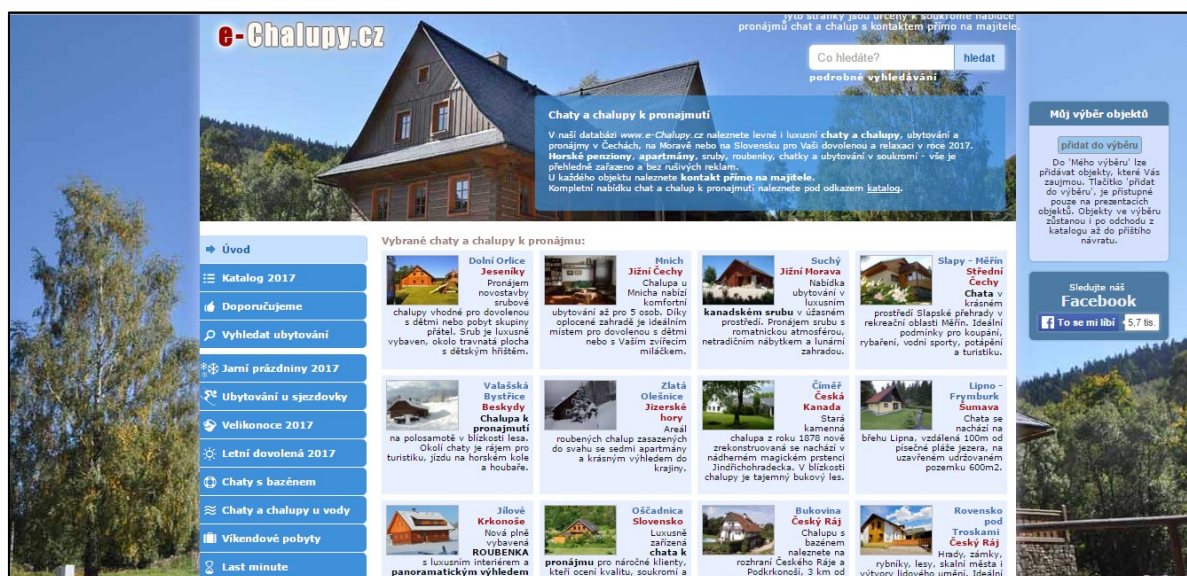 e-Chalupy.cz
Tyto stránky jsou určeny k soukromé nabídce
pronájmů chat a chalup s kontaktem přímo na majitele.
Co hledáte?
hledat
podrobné vyhledávání
Chaty a chalupy k pronajmutí
V naší databázi www.e-Chalupy.cz naleznete levné i luxusní chaty a chalupy, ubytování a
pronájmy v Čechách, na Moravě nebo na Slovensku pro Vaši dovolenou a relaxaci v roce 2017.
Horské penziony, apartmány, sruby, roubenky, chatky a ubytování v soukromí - vše je
přehledně zařazeno a bez rušivých reklam.
U každého objektu naleznete kontakt přímo na majitele.
Kompletní nabídku chat a chalup k pronajmutí naleznete pod odkazem katalog.
Můj výběr objektů
přidat do výběru
Do 'Mého výběru' lze
přidávat objekty, které Vás
zaujmou. Tlačítko 'přidat
do výběru', je přístupné
pouze na prezentacích
objektů. Objekty ve výběru
zůstanou i po odchodu z
katalogu až do příštího
návratu.
Sledujte náš
Facebook
To se mi líbí
5,7 tis.
Úvod
Katalog 2017
Doporučujeme
Vyhledat ubytování
Jarní prázdniny 2017
Ubytování u sjezdovky
Velikonoce 2017
Letní dovolená 2017
Chaty s bazénem
Chaty a chalupy u vody
Víkendové pobyty
Last minute
Vybrané chaty a chalupy k pronájmu:
Dolní Orlice
Jeseníky
Pronájem
novostavby
srubové
chalupy vhodné pro dovolenou
s dětmi nebo pobyt skupiny
přátel. Srub je luxusně
vybaven, okolo travnatá plocha
s dětským hřištěm.
Mnich
Jižní Čechy
Chalupa u
Mnicha nabízí
komfortní
ubytování až pro 5 osob. Díky
oplocené zahradě je ideálním
místem pro dovolenou s dětmi
nebo s Vaším zvířecím
miláčkem.
Suchý
Jižní Morava
Nabídka
ubytování v
luxusním
kanadském srubu v úžasném
prostředí. Pronájem srubu s
romatnickou atmosférou,
netradičním nábytkem a lunární
zahradou.
Slapy - Měřín
Střední
Čechy
Chata v
krásném
prostředí Slapské přehrady v
rekreační oblasti Měřín. Ideální
podmínky pro koupání,
rybaření, vodní sporty, potápění
a turistiku.
Valašská
Bystřice
Beskydy
Chalupa k
pronajmutí
na polosamotě v blízkosti lesa.
Okolí chaty je rájem pro
turistiku, jízdu na horském kole
a houbaře.
Zlatá
Olešnice
Jizerské
hory
Areál
roubených chalup zasazených
do svahu se sedmi apartmány
a krásným výhledem do
krajiny.
Číměř
Česká
Kanada
Stará
kamenná
chalupa z roku 1878 nově
zrekonstruovaná se nachází v
nádherném magickém prstenci
Jindřichohradecka. V blízkosti
chalupy je tajemný bukový les.
Lipno -
Frymburk
Šumava
Chata se
nachází na
břehu Lipna, vzdálená 100m od
písečné pláže jezera, na
uzavřeném udržovaném
pozemku 600m2.
Jílové
Krkonoše
Nová plně
vybavená
ROUBENKA
s luxusním interiérem a
panoramatickým výhledem
Oščadnica
Slovensko
Luxusně
zařízená
chata k
pronájmu pro náročné klienty,
kteří ocení kvalitu, soukromí a
Bukovina
Český Ráj
Chalupu s
bazénem
naleznete na
rozhraní Českého Ráje a
Podkrkonoší, 3 km od
Rovensko
pod
Troskami
Český Ráj
Hrady, zámky,
rybníky, lesy, skalní města i
výtvory lidového umění. Ideální